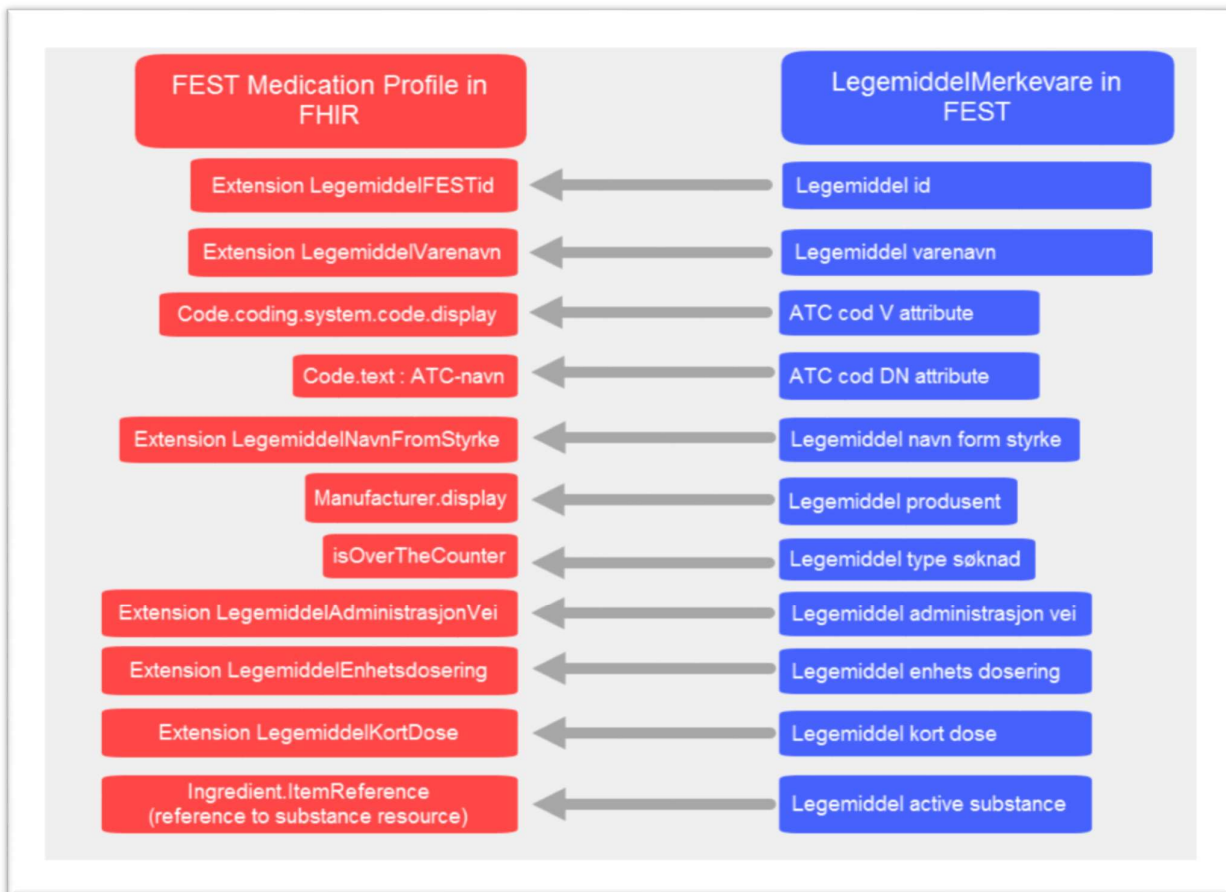 FEST Medication Profile in
FHIR
LegemiddelMerkevare in
FEST
Extension LegemiddelFESTid
Legemiddel id
Extension LegemiddelVarenavn
Legemiddel varenavn
Code.coding.system.code.display
ATC cod V attribute
Code.text : ATC-navn
ATC cod DN attribute
Extension LegemiddelNavnFromStyrke
Legemiddel navn form styrke
Manufacturer.display
Legemiddel produsent
isOverTheCounter
Legemiddel type søknad
Extension LegemiddelAdministrasjonVei
Legemiddel administrasjon vei
Extension LegemiddelEnhetsdosering
Legemiddel enhets dosering
Extension LegemiddelKortDose
Legemiddel kort dose
Ingredient.ItemReference
(reference to substance resource)
Legemiddel active substance